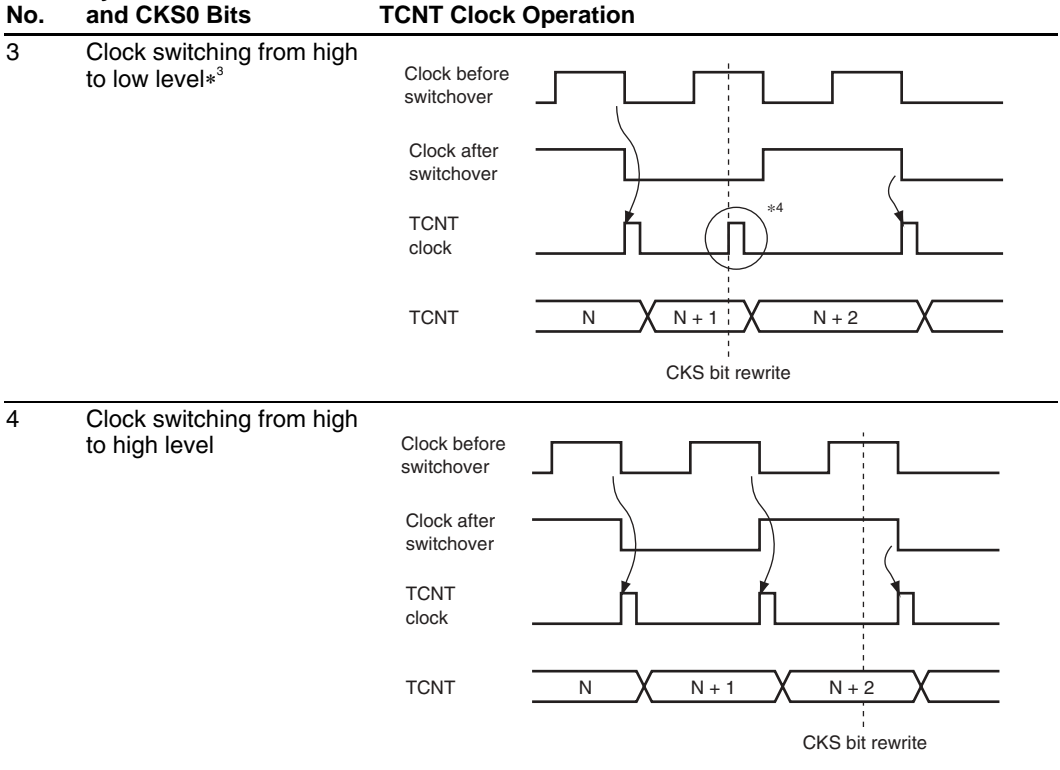 No. and CKS0 Bits TCNT Clock Operation
3 Clock switching from high
to low level*3
Clock before
switchover
Clock after
switchover
*4
TCNT
clock
TCNT N N + 1 N + 2
CKS bit rewrite
4 Clock switching from high
to high level
Clock before
switchover
Clock after
switchover
TCNT
clock
TCNT N N + 1 N + 2
CKS bit rewrite